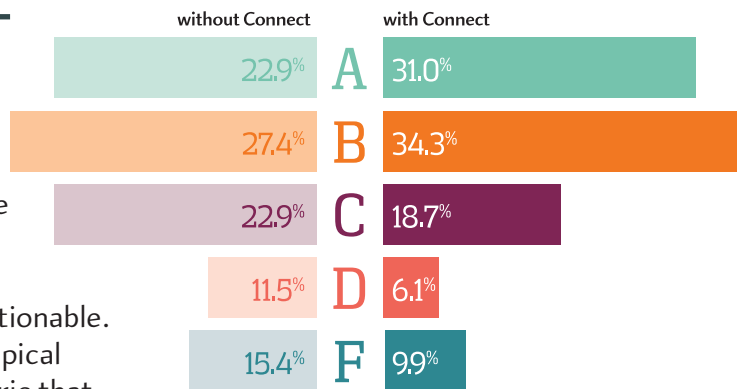 without Connect with Connect
22.9% A 31.0%
27.4% B 34.3%
22.9% C 18.7%
11.5% D 6.1%
tionable.
pical
15.4% F 9.9%
that